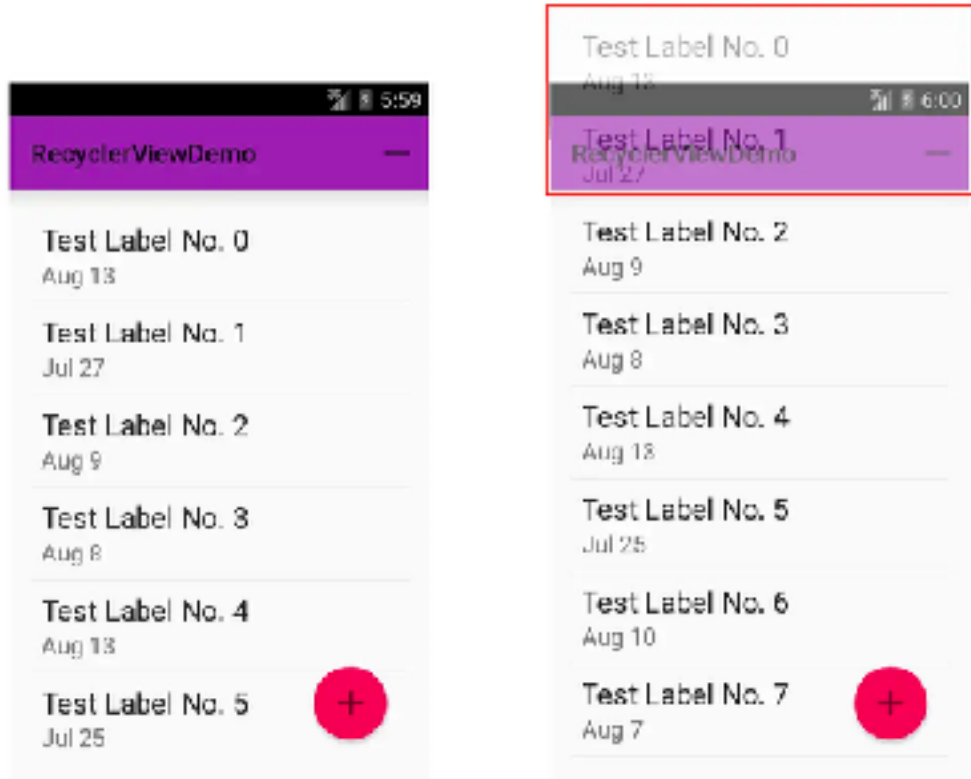 5:59
RecyclerViewDemo
Test Label No. 0
Aug 13
Test Label No. 1
Jul 27
Test Label No. 2
Aug 9
Test Label No. 3
Aug 8
Test Label No. 4
Aug 13
Test Label No. 5
Jul 25
Test Label No. 0
Aug 13
6:00
Test Label No. 1
RecyclerViewDemo
Jul 27
Test Label No. 2
Aug 9
Test Label No. 3
Aug 8
Test Label No. 4
Aug 13
Test Label No. 5
Jul 25
Test Label No. 6
Aug 10
Test Label No. 7
Aug 7